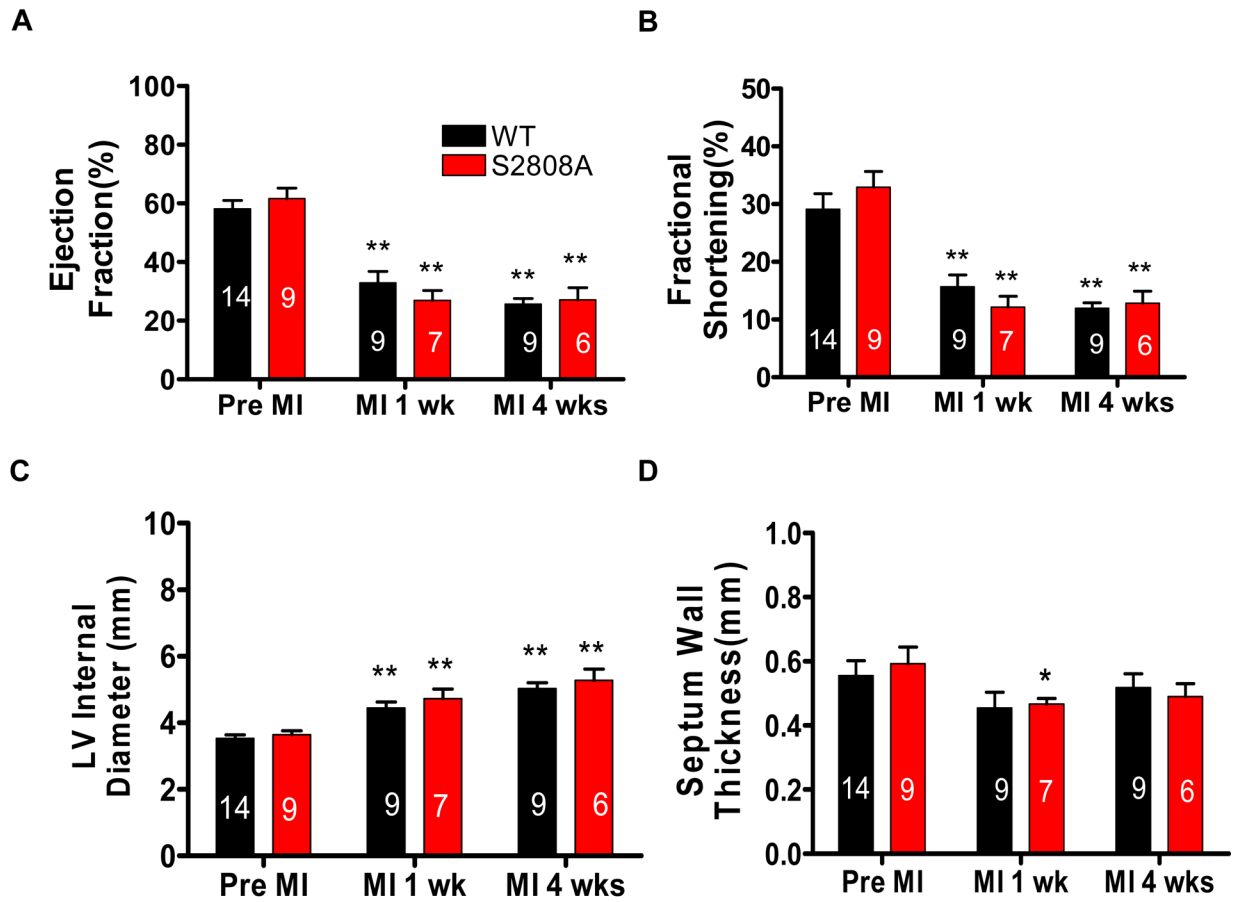 A
Ejection
Fraction(%)
100
80
60
40
20
0
WT
S2808A
** ** ** **
14 9 9 7 9 6
Pre MI MI 1 wk MI 4 wks
B
Fractional
Shortening(%)
50
40
30
20
10
0
** ** ** **
14 9 9 7 9 6
Pre MI MI 1 wk MI 4 wks
C
LV Internal
Diameter (mm)
10
8
6
4
2
0
** ** ** **
14 9 9 7 9 6
Pre MI MI 1 wk MI 4 wks
D
Septum Wall
Thickness(mm)
1.0
0.8
0.6
0.4
0.2
0.0
*
14 9 9 7 9 6
Pre MI MI 1 wk MI 4 wks